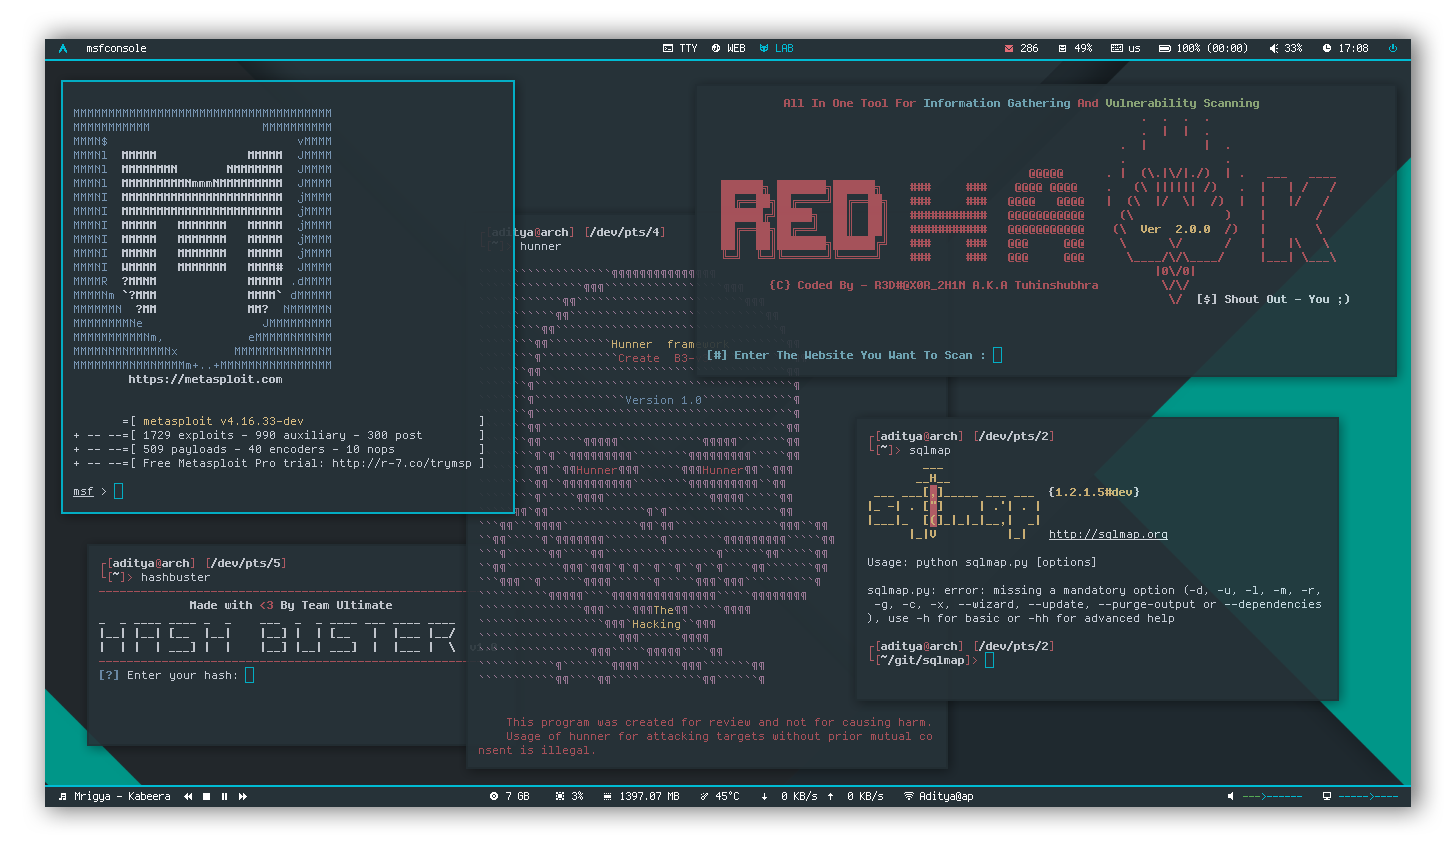 msfconsole
TTY WEB LAB
286 49% us 100% (00:00) 33% 17:08
https://metasploit.com
=[ metasploit v4.16.33-dev ]
+ -- --=[ 1729 exploits - 990 auxiliary - 300 post ]
+ -- --=[ 509 payloads - 40 encoders - 10 nops ]
+ -- --=[ Free Metasploit Pro trial: http://r-7.co/trymsp ]
msf >
All In One Tool For Information Gathering And Vulnerability Scanning
RED HAWK
Ver 2.0.0
{C} Coded By - R3D#@X0R_2H1N A.K.A Tuhinshubhra
[$] Shout Out - You ;)
[#] Enter The Website You Want To Scan :
[aditya@arch] [/dev/pts/4]
[~] hunner
Hunner framework
Create B3-
Version 1.0
Hunner Hunner
The
Hacking
This program was created for review and not for causing harm.
Usage of hunner for attacking targets without prior mutual co
nsent is illegal.
[aditya@arch] [/dev/pts/2]
[~]> sqlmap
{1.2.1.5#dev}
http://sqlmap.org
Usage: python sqlmap.py [options]
sqlmap.py: error: missing a mandatory option (-d, -u, -l, -m, -r,
-g, -c, -x, --wizard, --update, --purge-output or --dependencies
), use -h for basic or -hh for advanced help
[aditya@arch] [/dev/pts/2]
[~/git/sqlmap]>
[aditya@arch] [/dev/pts/5]
[~]> hashbuster
Made with <3 By Team Ultimate
HASH BUSTER v1.0
[?] Enter your hash:
Mrigya - Kabeera
7 GB 3% 1397.07 MB 45°C 0 KB/s 0 KB/s Aditya@ap